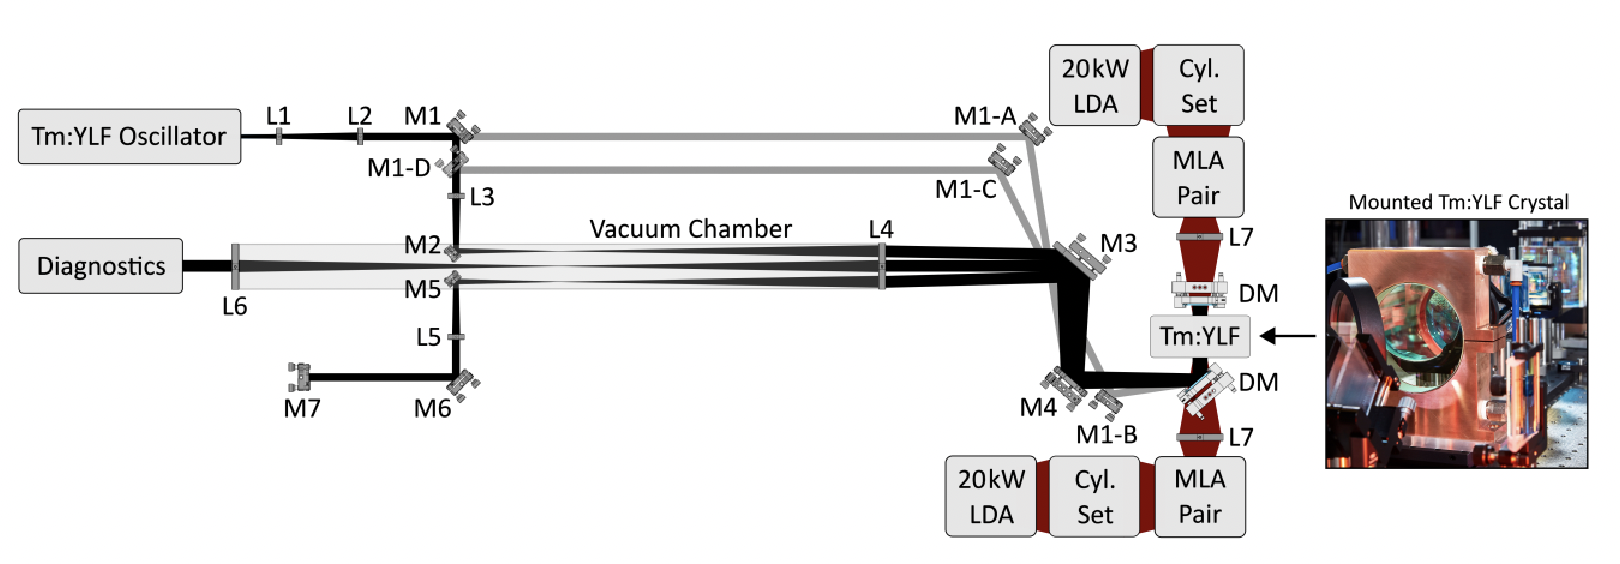 20kW
LDA
Cyl.
Set
Tm:YLF Oscillator
L1
L2
M1
M1-A
M1-D
M1-C
L3
MLA
Pair
Mounted Tm:YLF Crystal
Vacuum Chamber
L4
L7
M2
M3
Diagnostics
M5
L6
DM
L5
Tm:YLF
DM
M7
M6
M4
M1-B
L7
20kW
LDA
Cyl.
Set
MLA
Pair